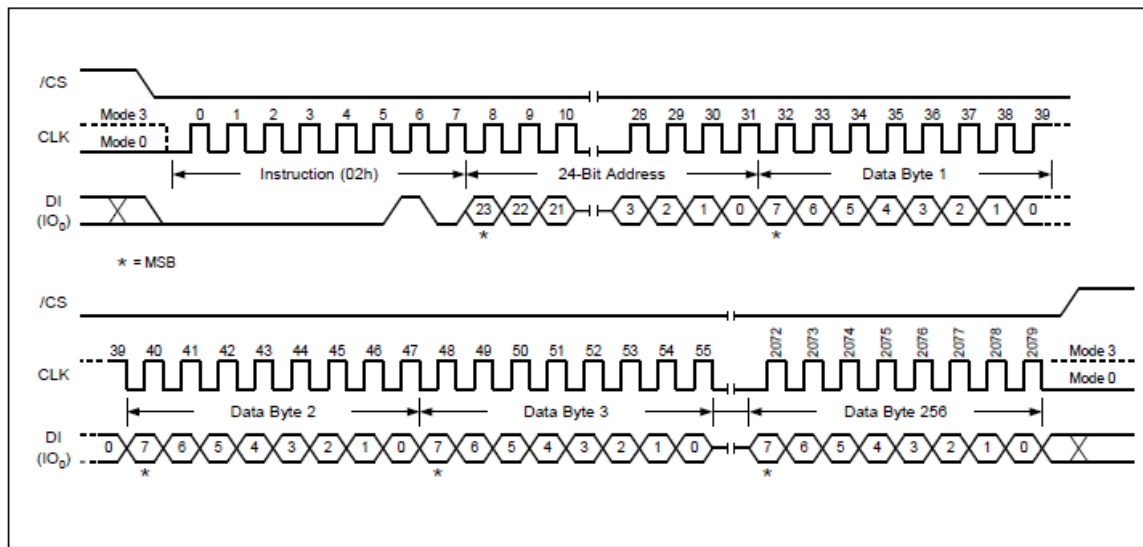 /CS
Mode 3 0 1 2 3 4 5 6 7 8 9 10 28 29 30 31 32 33 34 35 36 37 38 39
CLK Mode 0
Instruction (02h) 24-Bit Address Data Byte 1
DI
(IO₀) 23 22 21 3 2 1 0 7 6 5 4 3 2 1 0
* *
* = MSB
/CS
39 40 41 42 43 44 45 46 47 48 49 50 51 52 53 54 55 2072 2073 2074 2075 2076 2077 2078 2079
Mode 3
CLK Mode 0
Data Byte 2 Data Byte 3 Data Byte 256
DI
(IO₀) 0 7 6 5 4 3 2 1 0 7 6 5 4 3 2 1 0 7 6 5 4 3 2 1 0
* * *